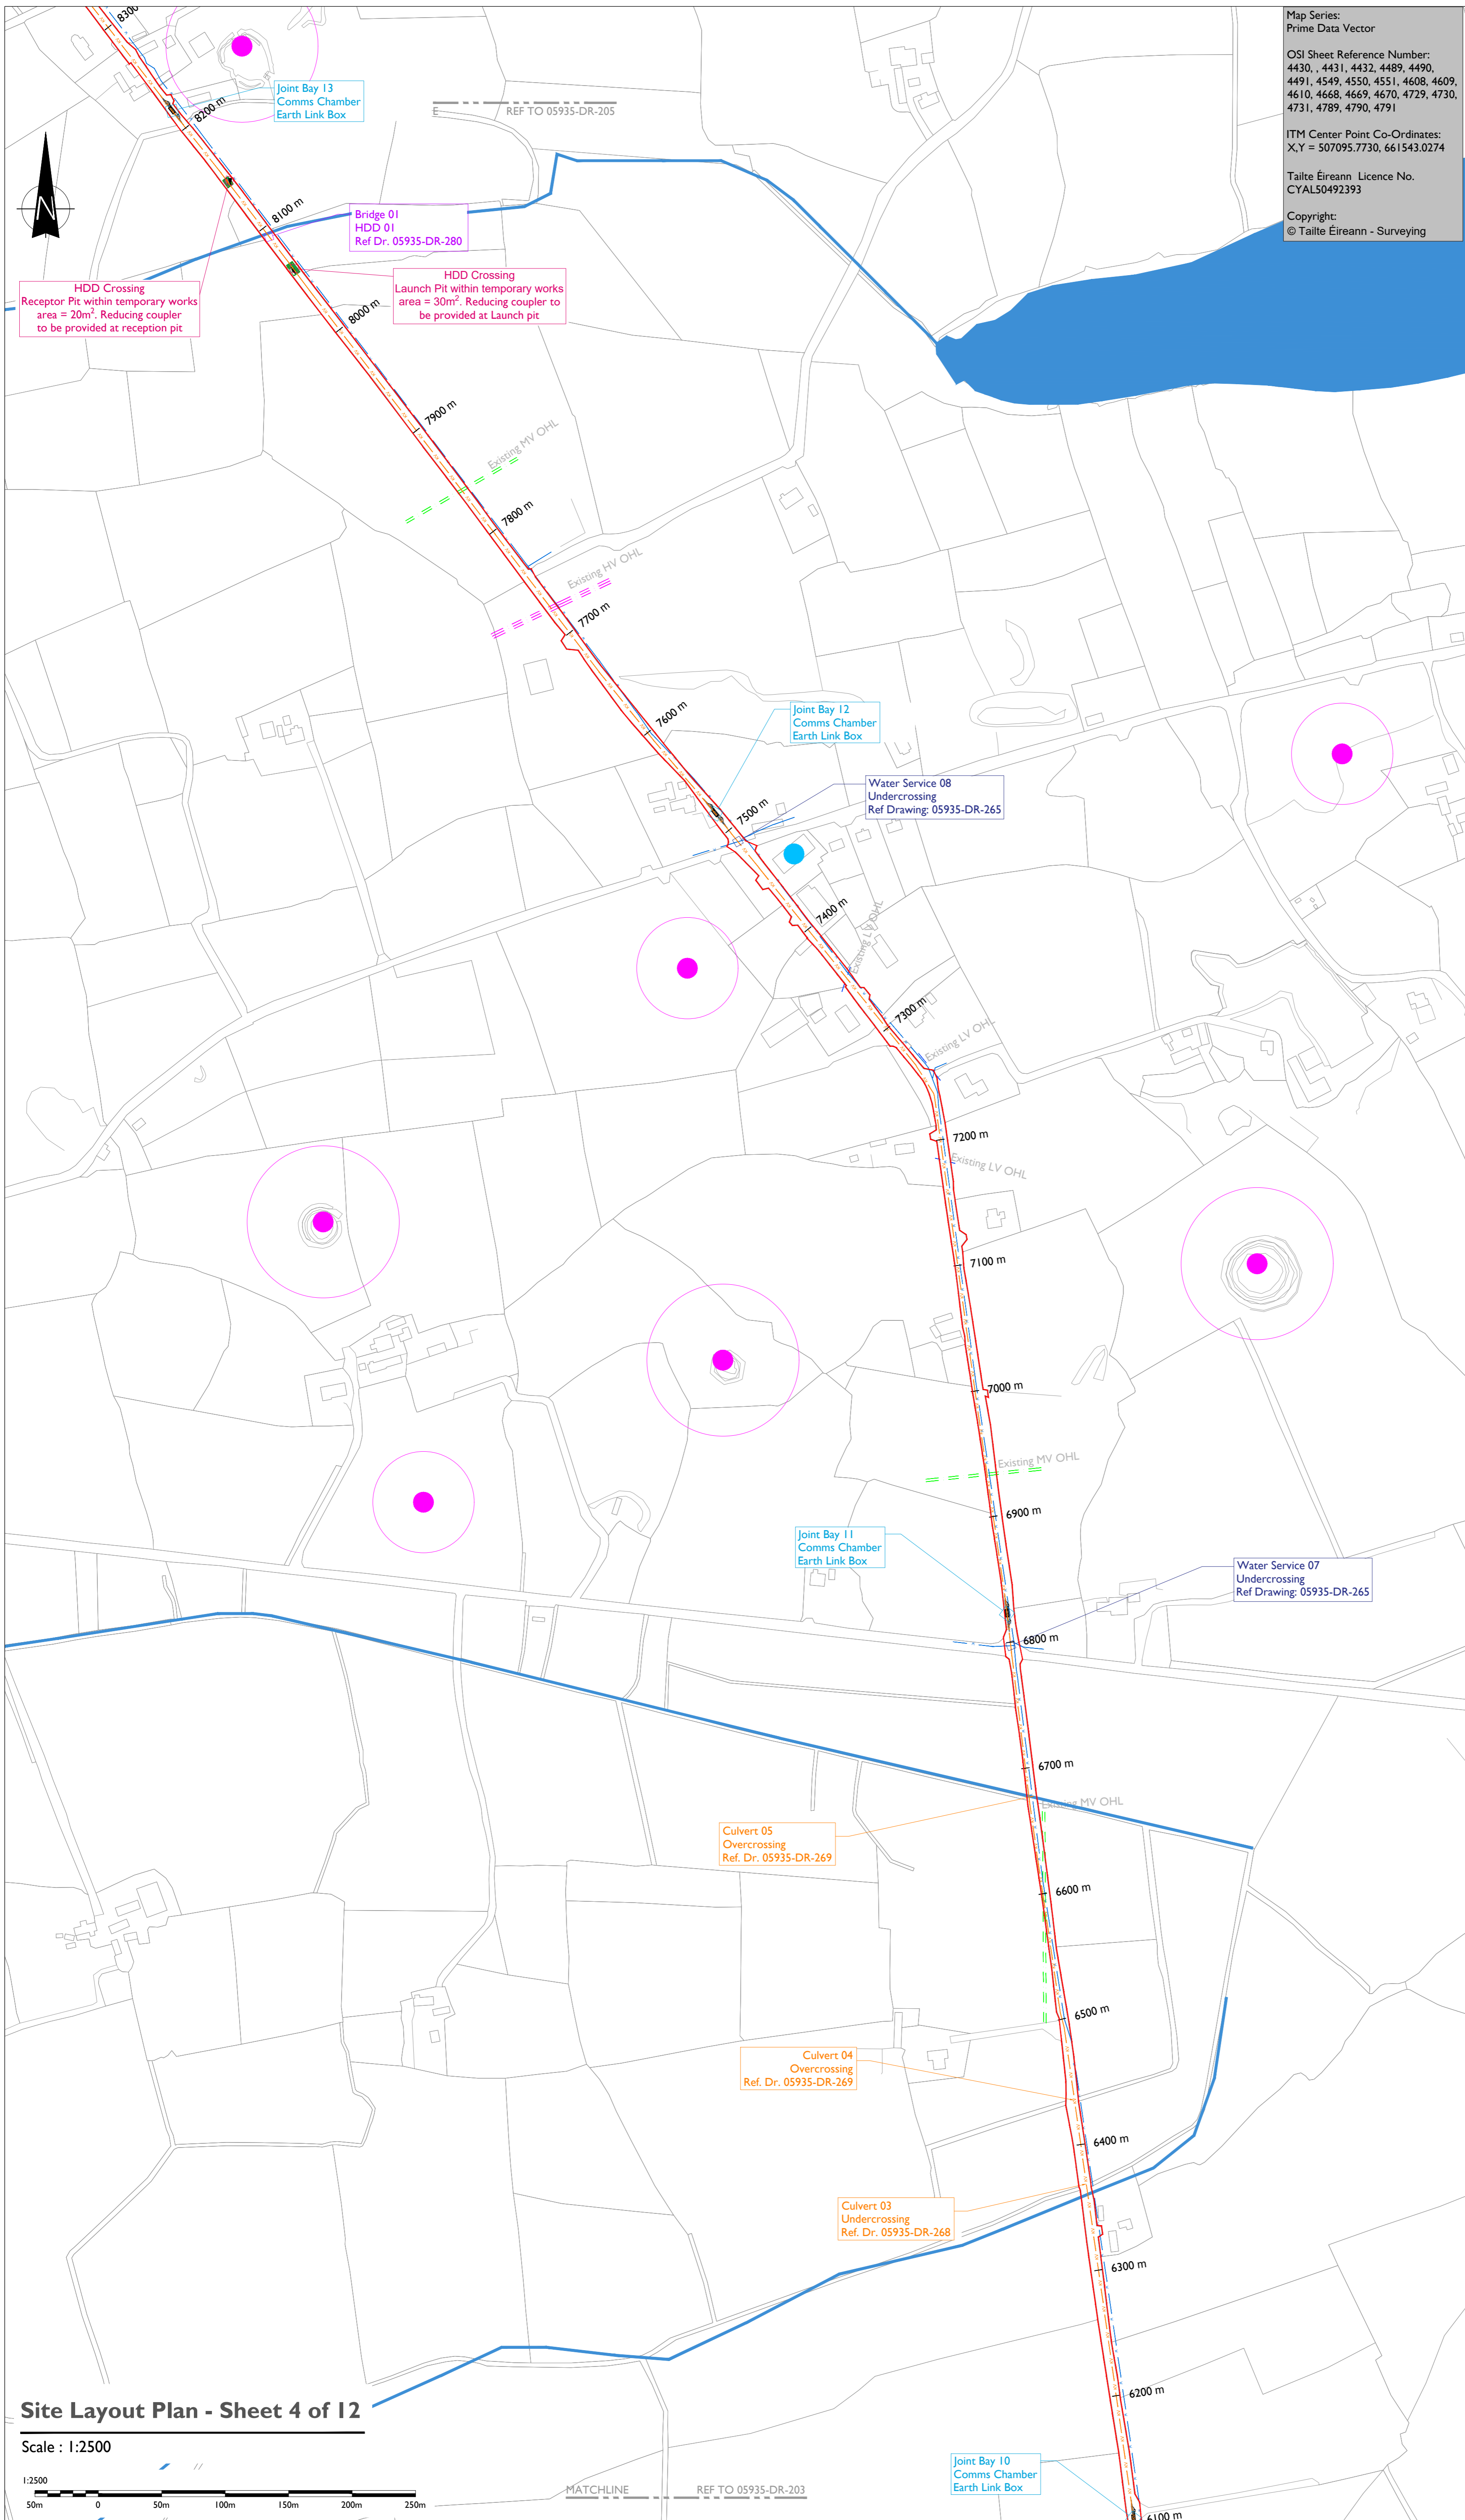 Map Series:
Prime Data Vector
OSI Sheet Reference Number:
4430, , 4431, 4432, 4489, 4490,
4491, 4549, 4550, 4551, 4608, 4609,
4610, 4668, 4669, 4670, 4729, 4730,
4731, 4789, 4790, 4791
ITM Center Point Co-Ordinates:
X,Y = 507095.7730, 661543.0274
Tailte Éireann Licence No.
CYAL50492393
Copyright:
© Tailte Éireann - Surveying
8300
Joint Bay 13
Comms Chamber
Earth Link Box
8200 m
E
REF TO 05935-DR-205
N
8100 m
Bridge 01
HDD 01
Ref Dr. 05935-DR-280
HDD Crossing
Receptor Pit within temporary works
area = 20m². Reducing coupler
to be provided at reception pit
HDD Crossing
Launch Pit within temporary works
area = 30m². Reducing coupler to
be provided at Launch pit
8000 m
7900 m
Existing MV OHL
7800 m
Existing HV OHL
7700 m
7600 m
Joint Bay 12
Comms Chamber
Earth Link Box
Water Service 08
Undercrossing
Ref Drawing: 05935-DR-265
7500 m
7400 m
Existing LV OHL
7300 m
Existing LV OHL
7200 m
Existing LV OHL
7100 m
7000 m
Existing MV OHL
6900 m
Joint Bay 11
Comms Chamber
Earth Link Box
Water Service 07
Undercrossing
Ref Drawing: 05935-DR-265
6800 m
6700 m
Existing MV OHL
Culvert 05
Overcrossing
Ref. Dr. 05935-DR-269
6600 m
6500 m
Culvert 04
Overcrossing
Ref. Dr. 05935-DR-269
6400 m
Culvert 03
Undercrossing
Ref. Dr. 05935-DR-268
6300 m
6200 m
Site Layout Plan - Sheet 4 of 12
Scale : 1:2500
1:2500
50m 0 50m 100m 150m 200m 250m
MATCHLINE
REF TO 05935-DR-203
Joint Bay 10
Comms Chamber
Earth Link Box
6100 m